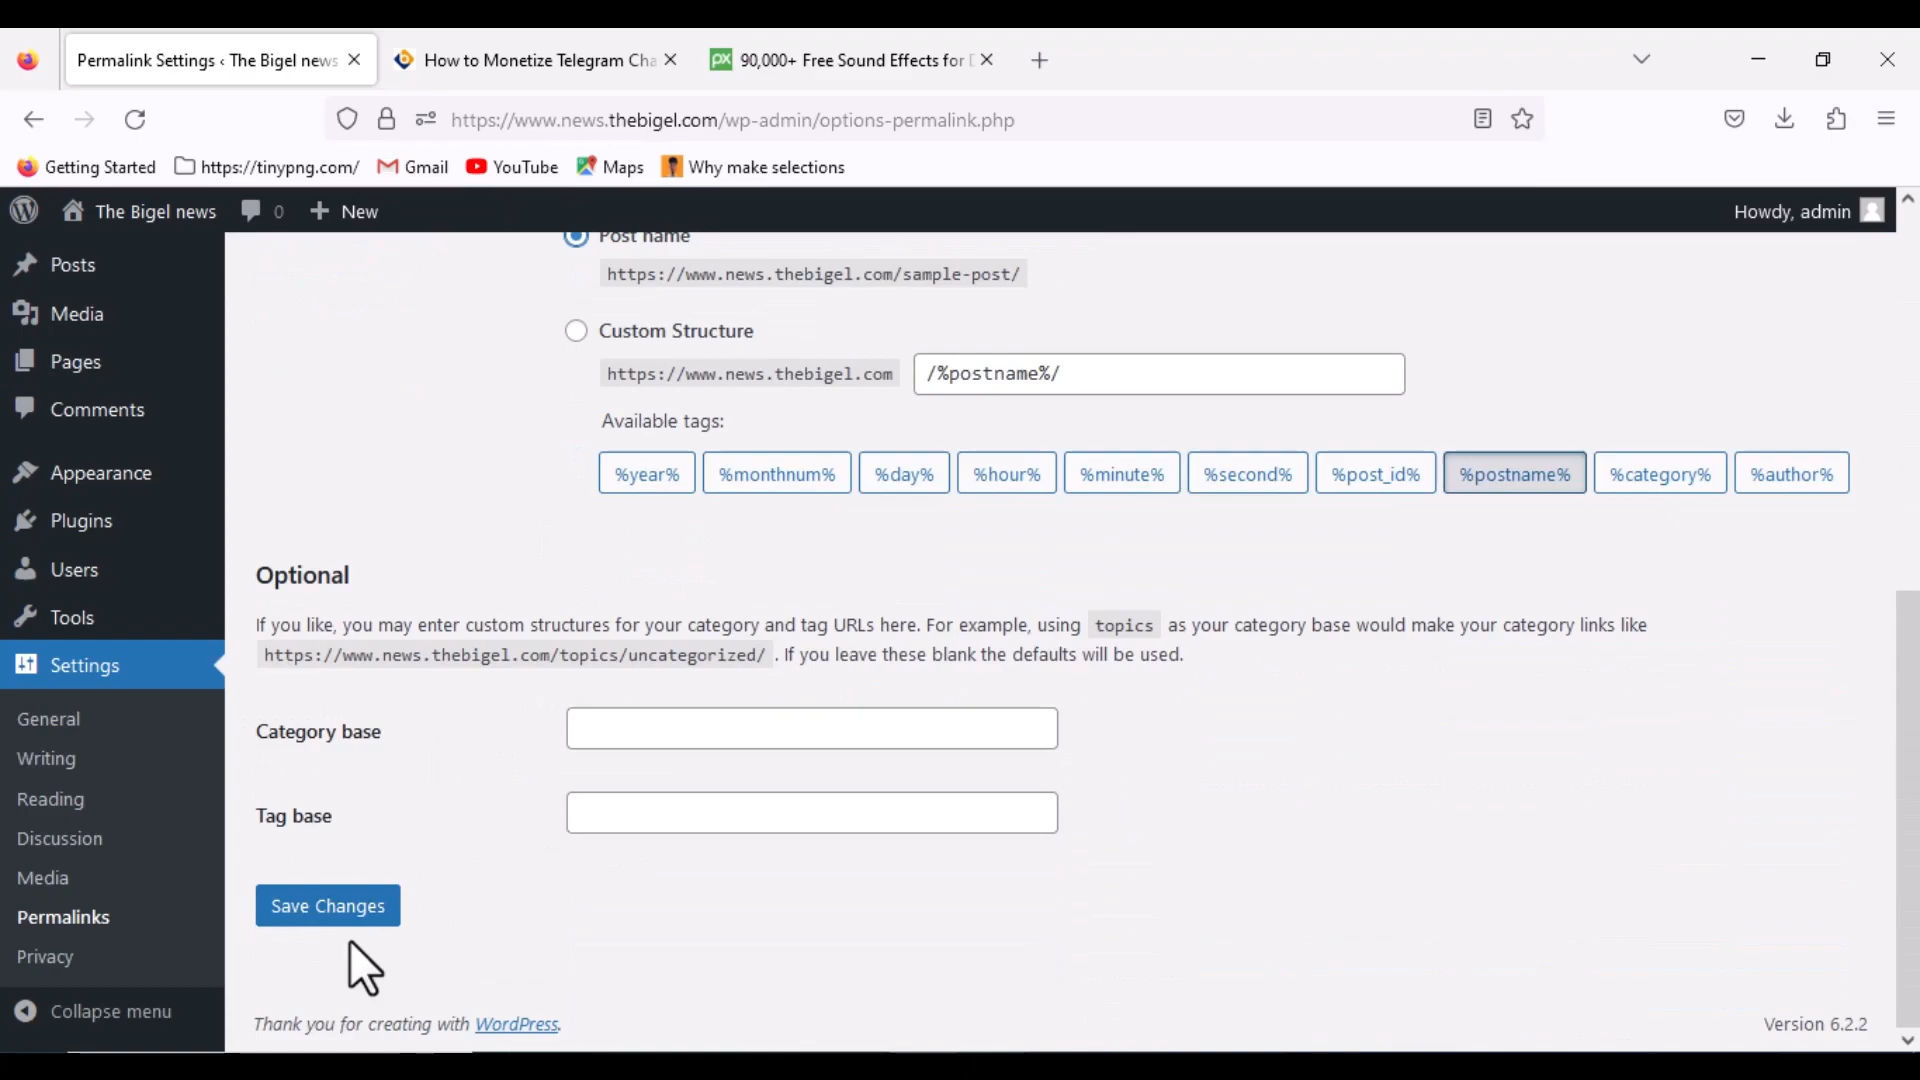 Permalink Settings ‹ The Bigel news
How to Monetize Telegram Cha
px 90,000+ Free Sound Effects for D
https://www.news.thebigel.com/wp-admin/options-permalink.php
Getting Started https://tinypng.com/ Gmail YouTube Maps Why make selections
The Bigel news 0 New Howdy, admin
Posts
Media
Pages
Comments
Appearance
Plugins
Users
Tools
Settings
General
Writing
Reading
Discussion
Media
Permalinks
Privacy
Collapse menu
Post name
https://www.news.thebigel.com/sample-post/
Custom Structure
https://www.news.thebigel.com /%postname%/
Available tags:
%year% %monthnum% %day% %hour% %minute% %second% %post_id% %postname% %category% %author%
Optional
If you like, you may enter custom structures for your category and tag URLs here. For example, using topics as your category base would make your category links like
https://www.news.thebigel.com/topics/uncategorized/ . If you leave these blank the defaults will be used.
Category base
Tag base
Save Changes
Thank you for creating with WordPress.
Version 6.2.2